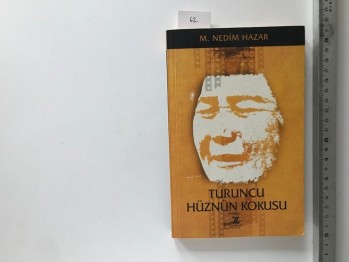 62
M. NEDİM HAZAR
TURUNCU
HÜZNÜN KOKUSU